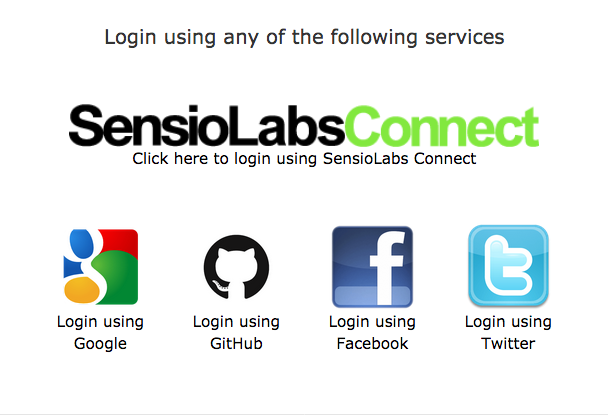 Login using any of the following services
SensioLabsConnect
Click here to login using SensioLabs Connect
Login using
Google
Login using
GitHub
Login using
Facebook
Login using
Twitter